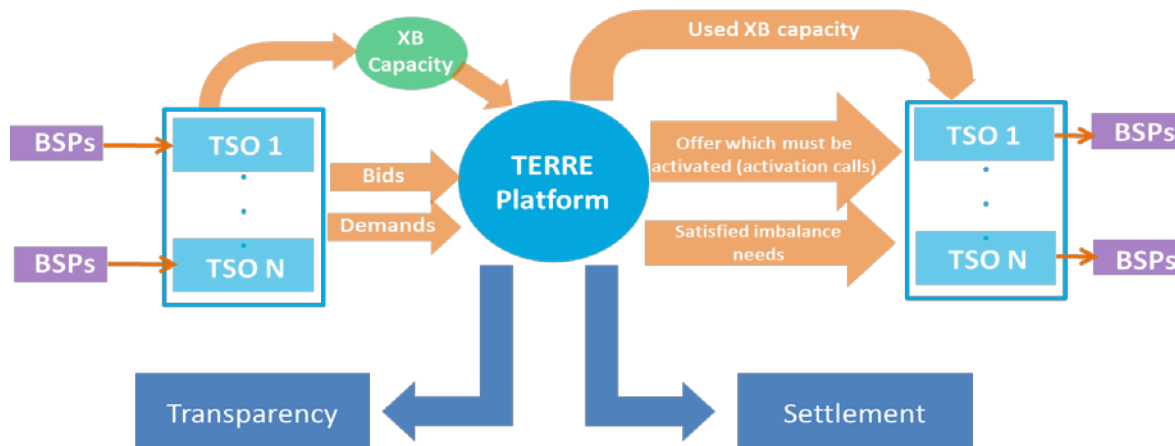 XB
Capacity
Used XB capacity
BSPs
TSO 1
Bids
Demands
BSPs
TSO N
TERRE
Platform
Offer which must be
activated (activation calls)
Satisfied imbalance
needs
TSO 1
BSPs
TSO N
BSPs
Transparency
Settlement